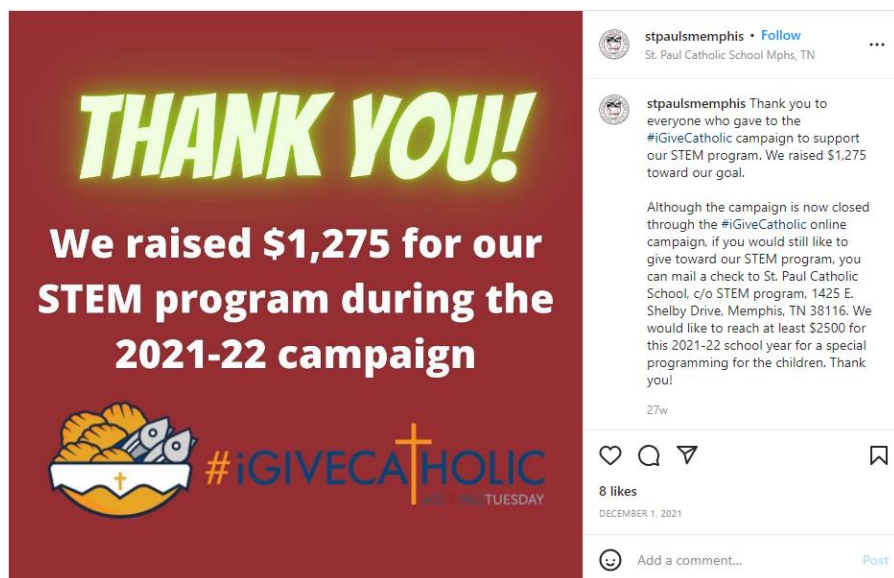 THANK YOU!
We raised $1,275 for our
STEM program during the
2021-22 campaign
#iGIVECATHOLIC
TUESDAY
stpaulsmemphis • Follow
St. Paul Catholic School Mphs, TN
stpaulsmemphis Thank you to
everyone who gave to the
#iGiveCatholic campaign to support
our STEM program. We raised $1,275
toward our goal.
Although the campaign is now closed
through the #iGiveCatholic online
campaign, if you would still like to
give toward our STEM program, you
can mail a check to St. Paul Catholic
School, c/o STEM program, 1425 E.
Shelby Drive, Memphis, TN 38116. We
would like to reach at least $2500 for
this 2021-22 school year for a special
programming for the children. Thank
you!
27w
8 likes
DECEMBER 1, 2021
Add a comment...
Post